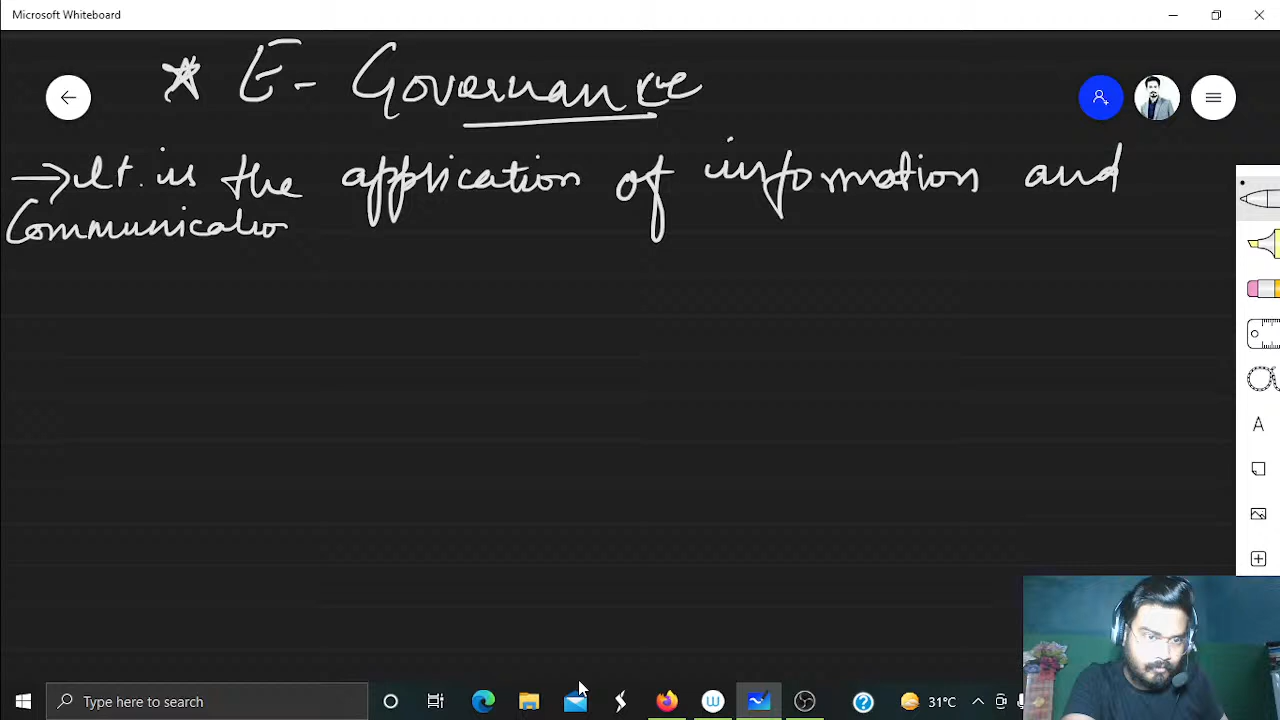 Microsoft Whiteboard
* E- Governance
→ It. is the application of information and
Communicatio
A
Type here to search
31°C